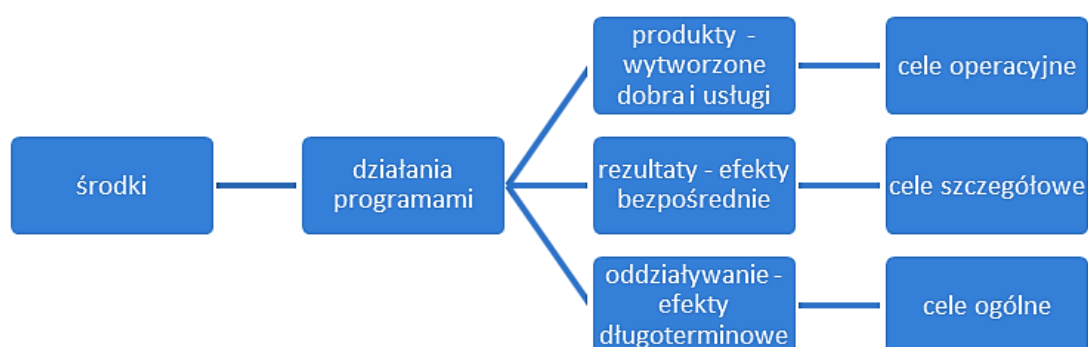 środki
działania
programami
produkty -
wytworzone
dobra i usługi
cele operacyjne
rezultaty - efekty
bezpośrednie
cele szczegółowe
oddziaływanie -
efekty
długoterminowe
cele ogólne